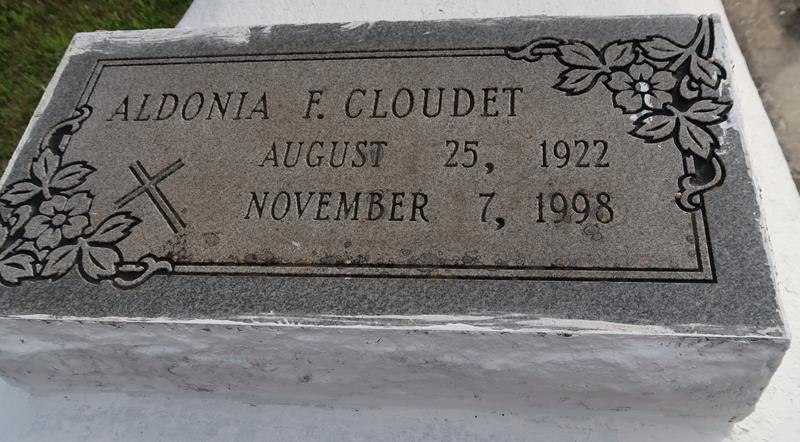 ALDONIA F. CLOUDET
AUGUST 25, 1922
NOVEMBER 7, 1998